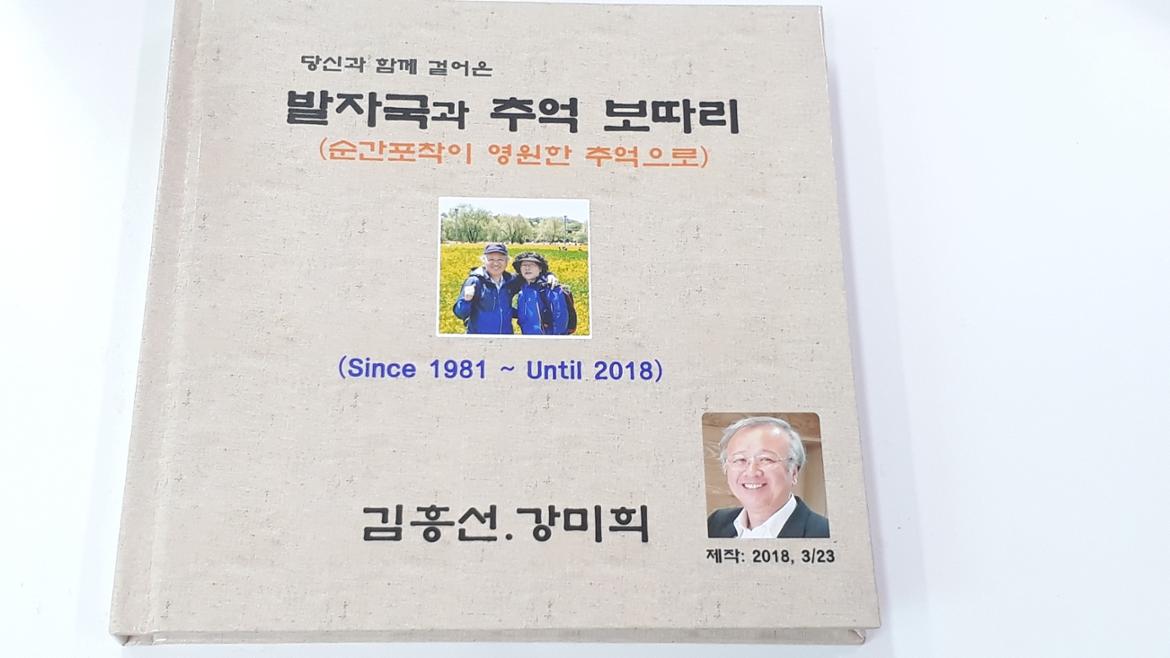 당신과 함께 걸어온
발자국과 추억 보따리
(순간포착이 영원한 추억으로)
(Since 1981 ~ Until 2018)
김흥선.강미희
제작: 2018, 3/23